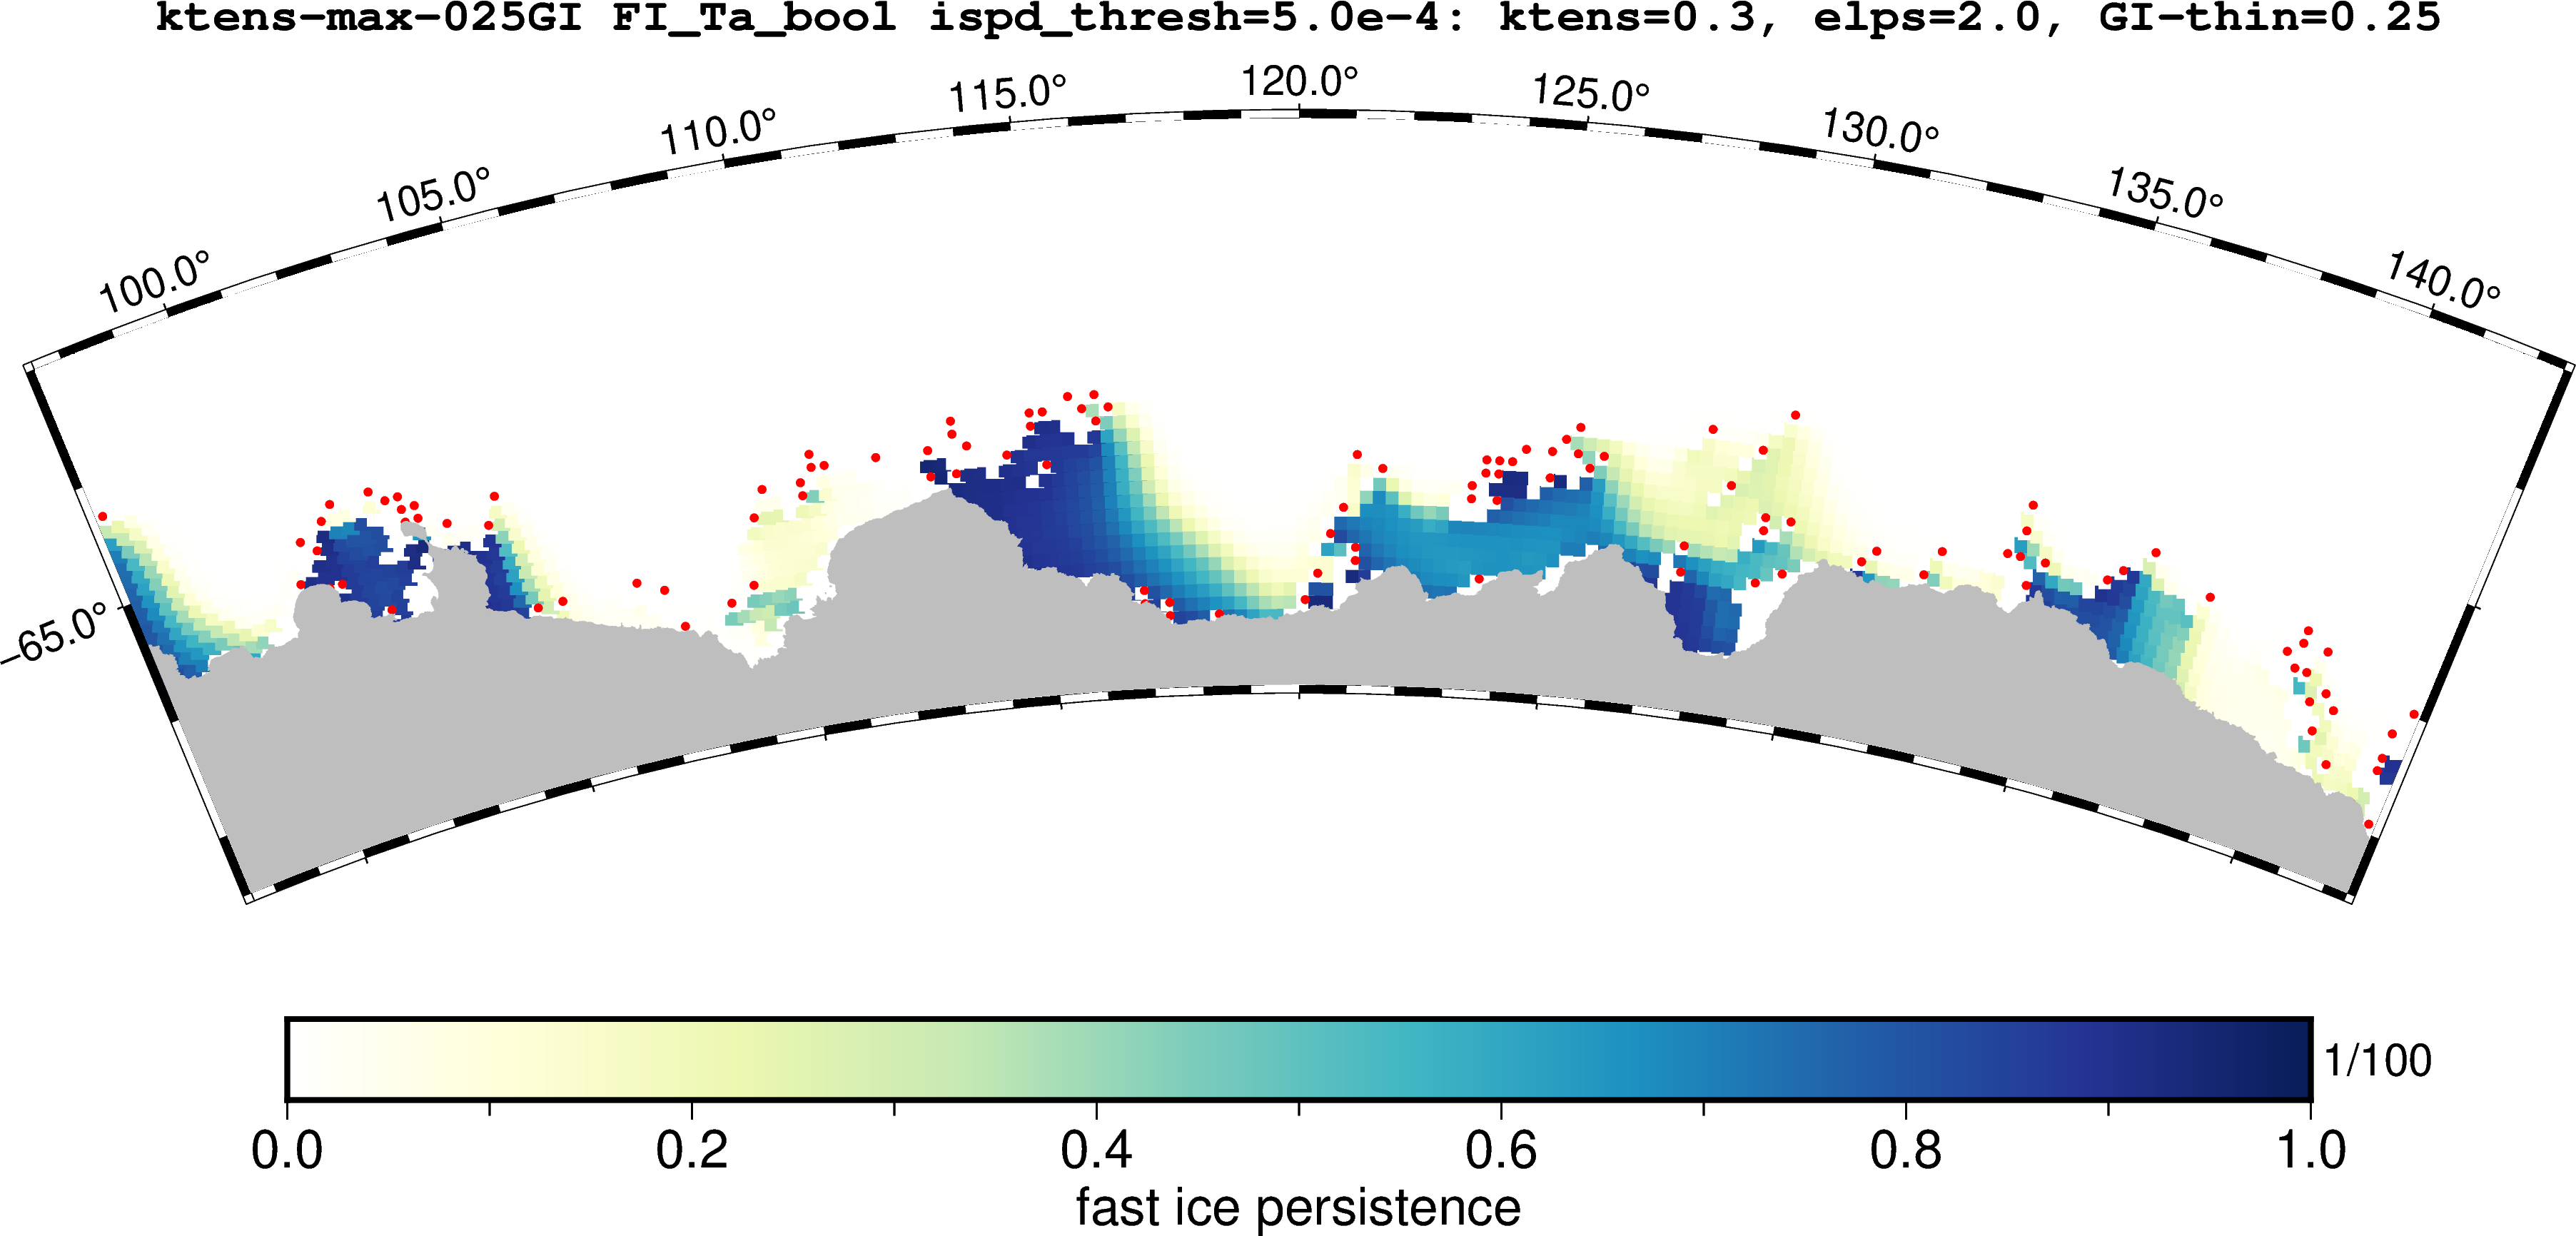 ktens-max-025GI FI_Ta_bool ispd_thresh=5.0e-4: ktens=0.3, elps=2.0, GI-thin=0.25
100.0° 105.0° 110.0° 115.0° 120.0° 125.0° 130.0° 135.0° 140.0°
-65.0°
1/100
0.0 0.2 0.4 0.6 0.8 1.0
fast ice persistence